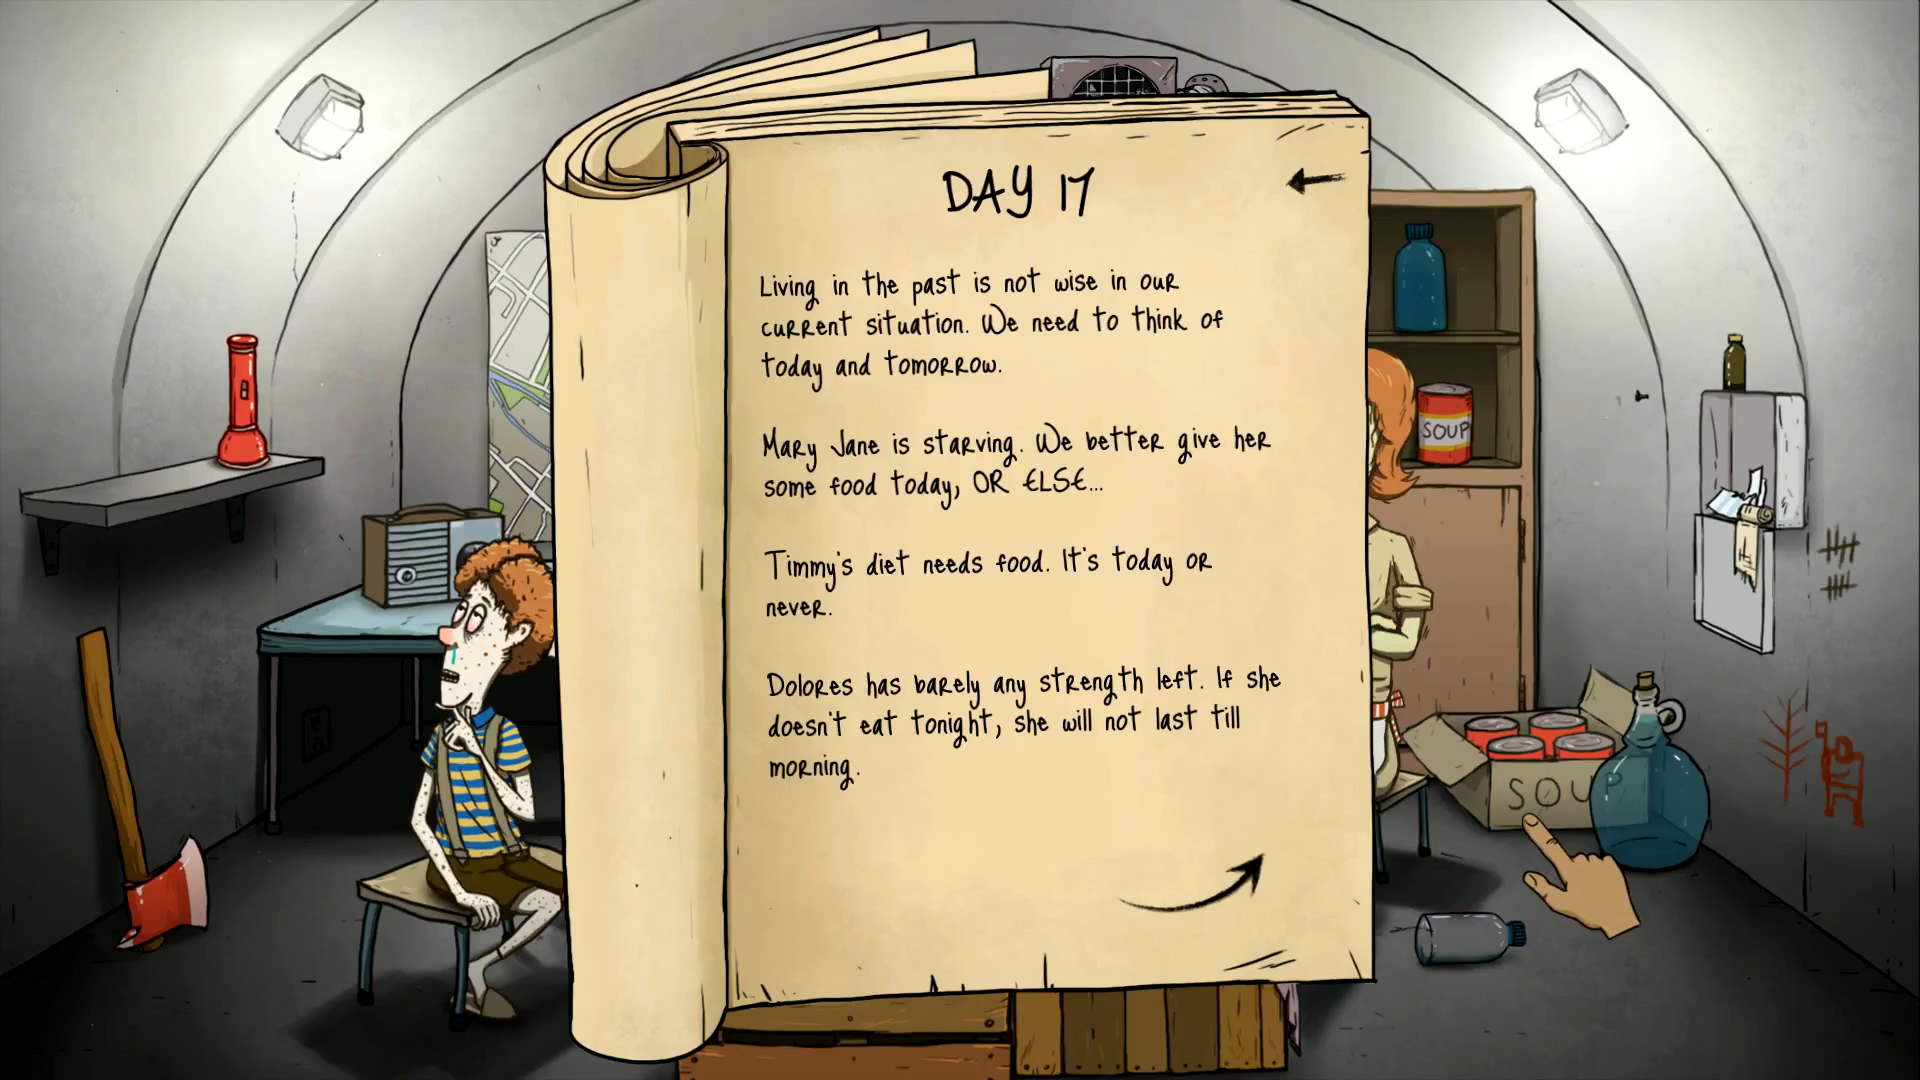 DAY 17
Living in the past is not wise in our
current situation. We need to think of
today and tomorrow.
Mary Jane is starving. We better give her
some food today, OR ELSE...
Timmy's diet needs food. It's today or
never.
Dolores has barely any strength left. If she
doesn't eat tonight, she will not last till
morning.
SOUP
SOUP